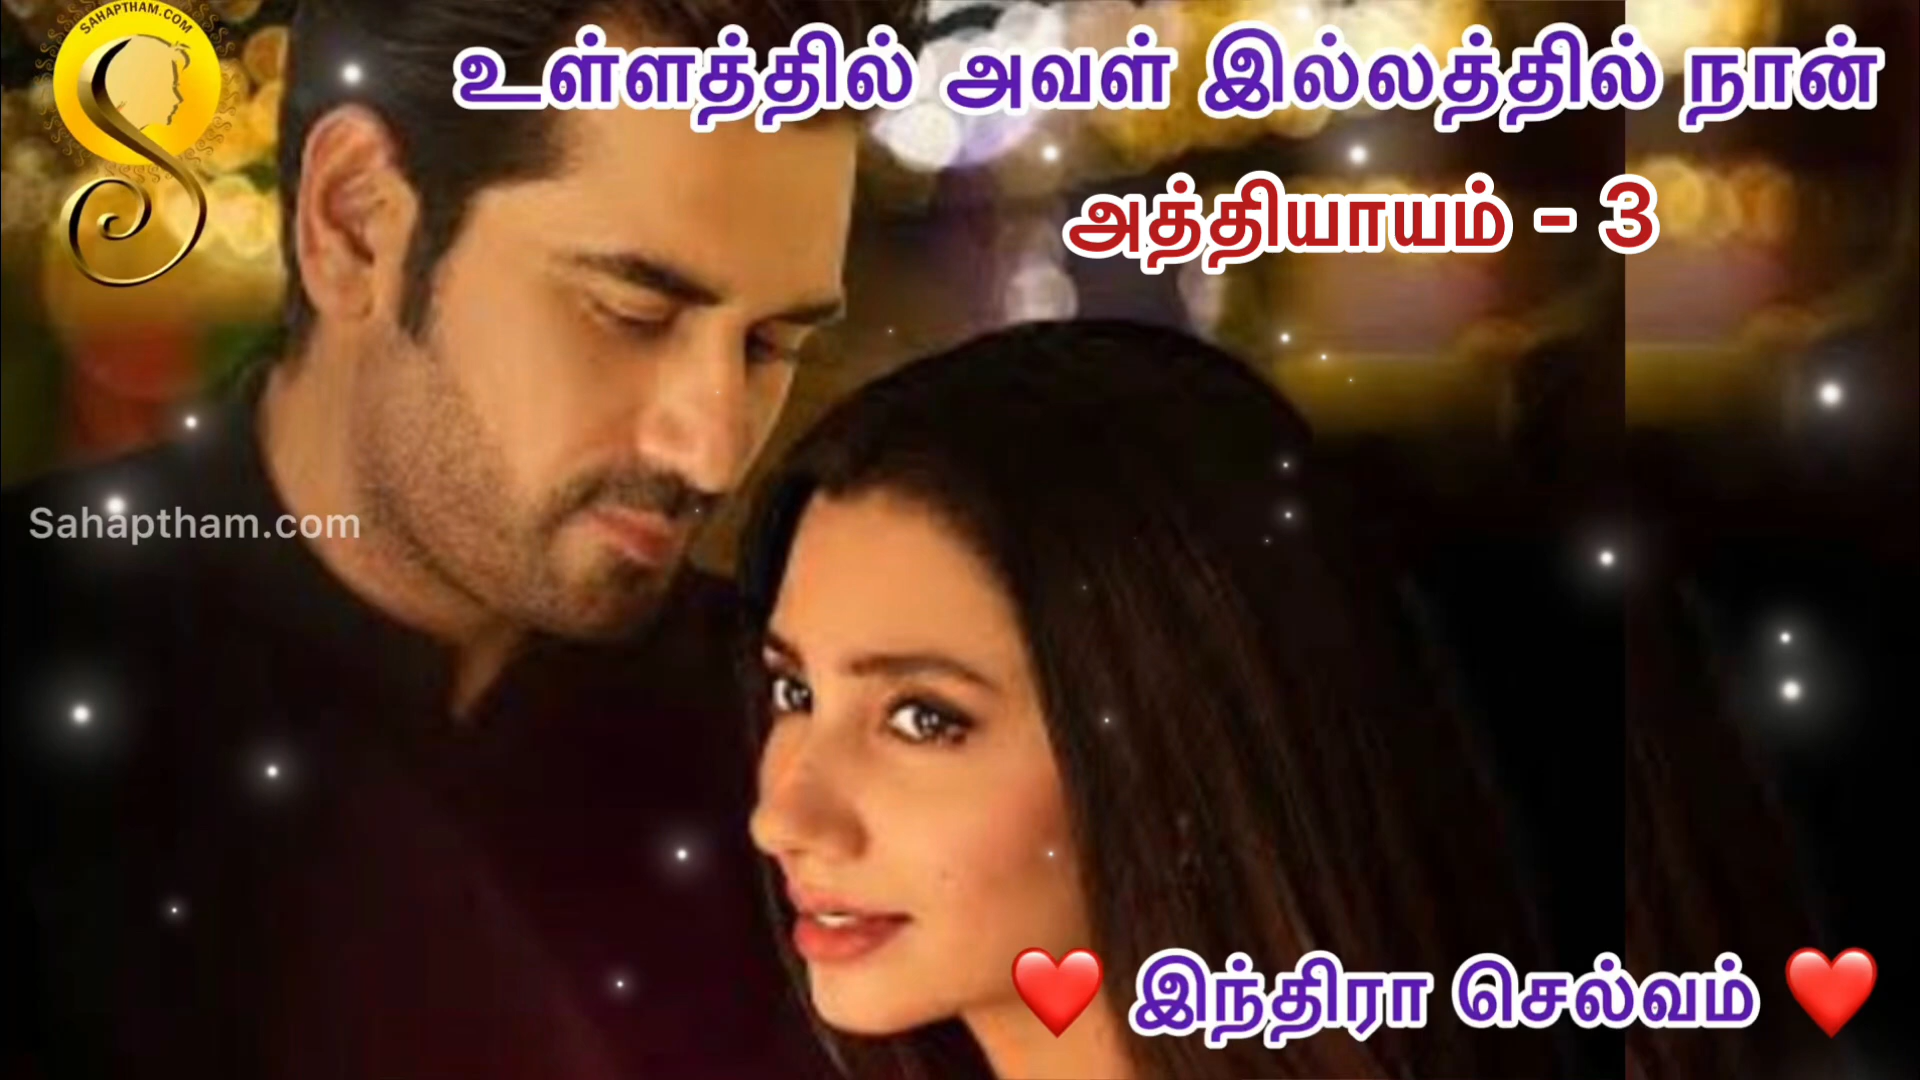 SAHAPTHAM.COM
உள்ளத்தில் அவள் இல்லத்தில் நான்
அத்தியாயம் - 3
Sahaptham.com
❤️ இந்திரா செல்வம் ❤️